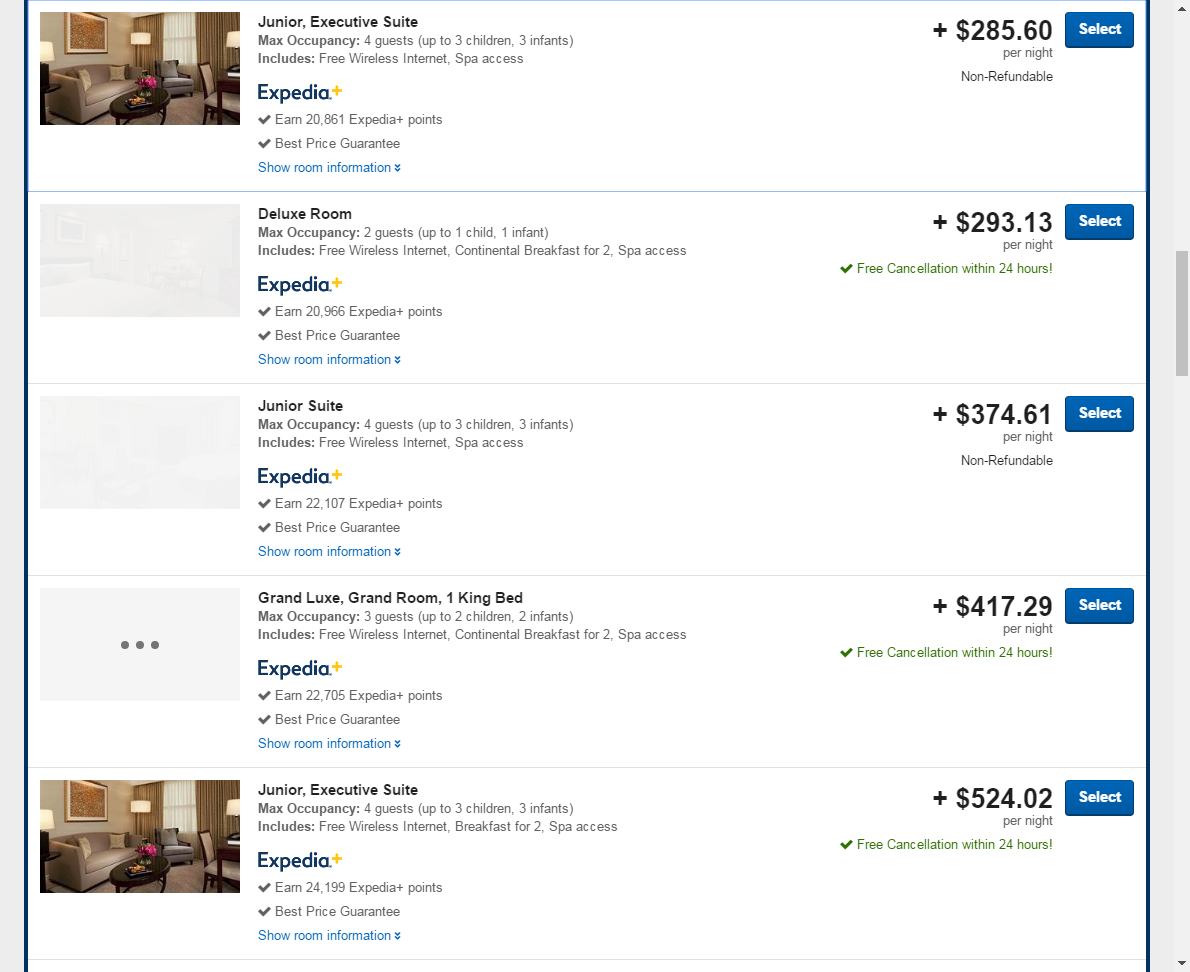 Junior, Executive Suite
+ $285.60
Select
Max Occupancy: 4 guests (up to 3 children, 3 infants)
per night
Includes: Free Wireless Internet, Spa access
Non-Refundable
Expedia+
Earn 20,861 Expedia+ points
Best Price Guarantee
Show room information
Deluxe Room
+ $293.13
Select
Max Occupancy: 2 guests (up to 1 child, 1 infant)
per night
Includes: Free Wireless Internet, Continental Breakfast for 2, Spa access
Free Cancellation within 24 hours!
Expedia+
Earn 20,966 Expedia+ points
Best Price Guarantee
Show room information
Junior Suite
+ $374.61
Select
Max Occupancy: 4 guests (up to 3 children, 3 infants)
per night
Includes: Free Wireless Internet, Spa access
Non-Refundable
Expedia+
Earn 22,107 Expedia+ points
Best Price Guarantee
Show room information
Grand Luxe, Grand Room, 1 King Bed
+ $417.29
Select
Max Occupancy: 3 guests (up to 2 children, 2 infants)
per night
Includes: Free Wireless Internet, Continental Breakfast for 2, Spa access
Free Cancellation within 24 hours!
Expedia+
Earn 22,705 Expedia+ points
Best Price Guarantee
Show room information
Junior, Executive Suite
+ $524.02
Select
Max Occupancy: 4 guests (up to 3 children, 3 infants)
per night
Includes: Free Wireless Internet, Breakfast for 2, Spa access
Free Cancellation within 24 hours!
Expedia+
Earn 24,199 Expedia+ points
Best Price Guarantee
Show room information